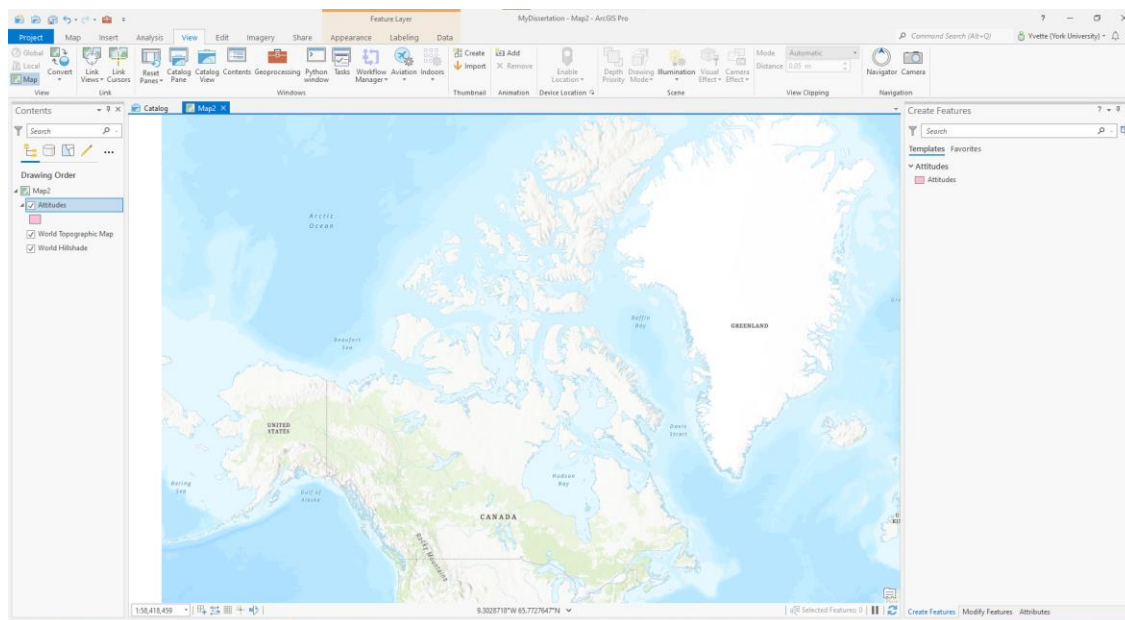 Feature Layer
MyDissertation - Map2 - ArcGIS Pro
Project Map Insert Analysis View Edit Imagery Share Appearance Labeling Data
Command Search (Alt+Q)
Yvette (York University)
Global
Local
Map
Convert
Link Views
Link Cursors
Reset Panes
Catalog Pane
Catalog View
Contents
Geoprocessing
Python window
Tasks
Workflow Manager
Aviation
Indoors
Create
Import
Add
Remove
Enable Location
Depth Priority
Drawing Mode
Illumination
Visual Effect
Camera Effect
Mode Automatic
Distance 0.05 m
Navigator
Camera
View Link Windows Thumbnail Animation Device Location Scene View Clipping Navigation
Contents
Search
Drawing Order
Map2
Attitudes
World Topographic Map
World Hillshade
Catalog Map2
Arctic
Ocean
Beaufort
Sea
Baffin
Bay
GREENLAND
UNITED
STATES
Davis
Strait
Bering
Sea
Gulf of
Alaska
Hudson
Bay
CANADA
Rocky Mountains
1:58,418,459
9.3028718°W 65.7727647°N
Selected Features: 0
Create Features
Search
Templates Favorites
Attitudes
Attitudes
Create Features Modify Features Attributes